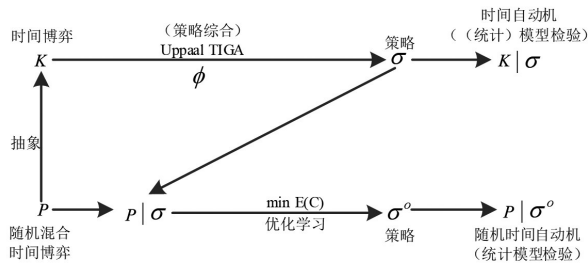 时间博弈
K
（策略综合）
Uppaal TIGA
ϕ
策略
σ
时间自动机
（（统计）模型检验）
K | σ
抽象
P
随机混合
时间博弈
P | σ
min E(C)
优化学习
σ°
策略
P | σ°
随机时间自动机
（统计模型检验）